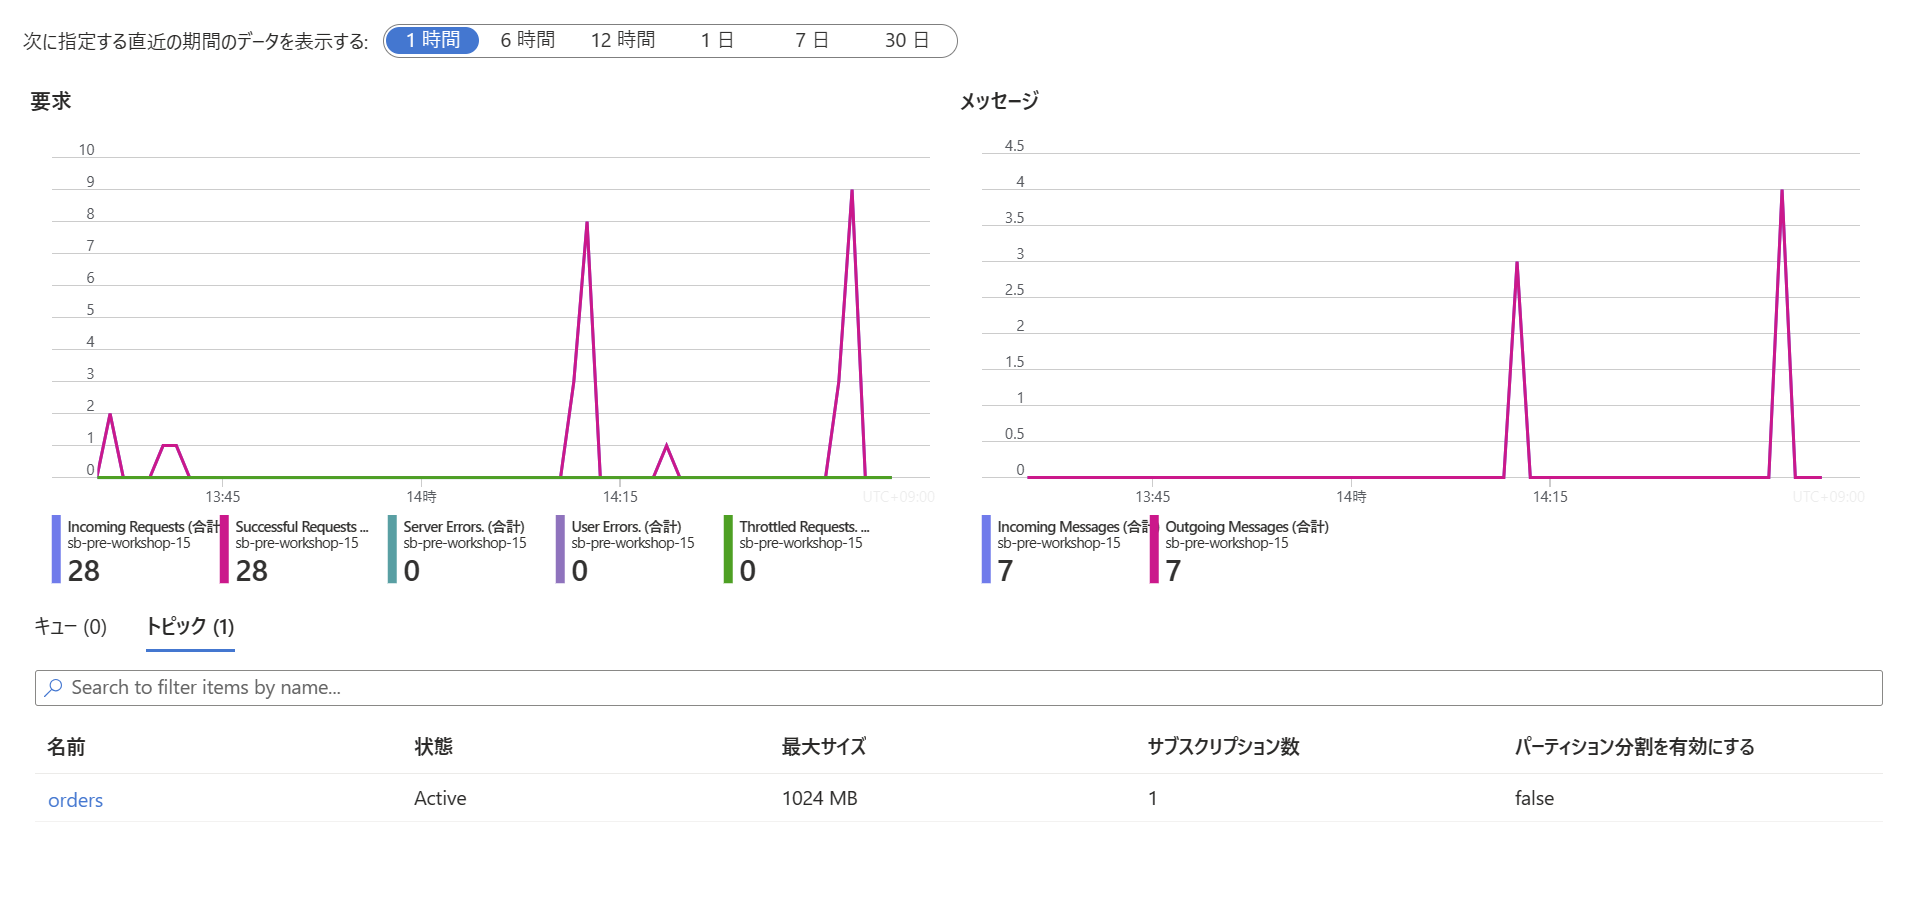 次に指定する直近の期間のデータを表示する: 1 時間 6 時間 12 時間 1 日 7 日 30 日
要求
10
9
8
7
6
5
4
3
2
1
0
13:45 14時 14:15 UTC+09:00
Incoming Requests (合計 Successful Requests ... Server Errors. (合計) User Errors. (合計) Throttled Requests. ...
sb-pre-workshop-15 sb-pre-workshop-15 sb-pre-workshop-15 sb-pre-workshop-15 sb-pre-workshop-15
28 28 0 0 0
メッセージ
4.5
4
3.5
3
2.5
2
1.5
1
0.5
0
13:45 14時 14:15 UTC+09:00
Incoming Messages (合計) Outgoing Messages (合計)
sb-pre-workshop-15 sb-pre-workshop-15
7 7
キュー (0) トピック (1)
Search to filter items by name...
名前 状態 最大サイズ サブスクリプション数 パーティション分割を有効にする
orders Active 1024 MB 1 false